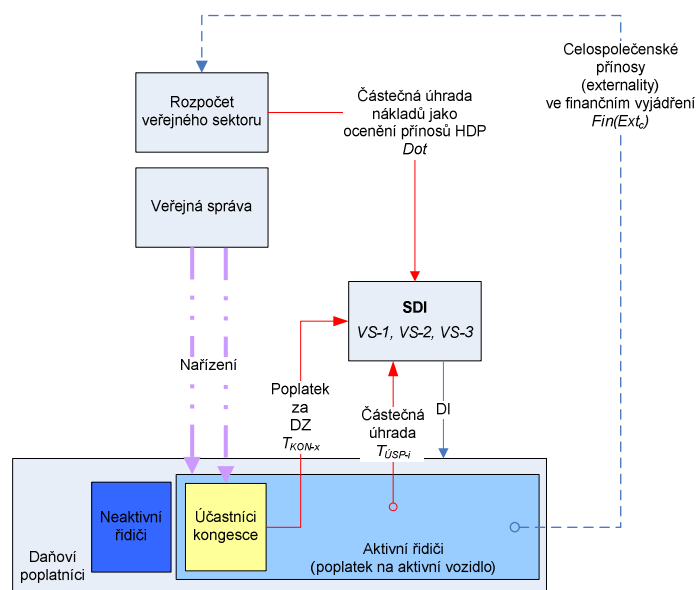 Celospolečenské
přínosy
(externality)
ve finančním vyjádření
Fin(Extc)
Rozpočet
veřejného sektoru
Částečná úhrada
nákladů jako
ocenění přínosů HDP
Dot
Veřejná správa
SDI
VS-1, VS-2, VS-3
Nařízení
Poplatek
za
DZ
TKON-x
Částečná
úhrada
TÚSP-i
DI
Neaktivní
řidiči
Účastníci
kongesce
Daňoví
poplatníci
Aktivní řidiči
(poplatek na aktivní vozidlo)